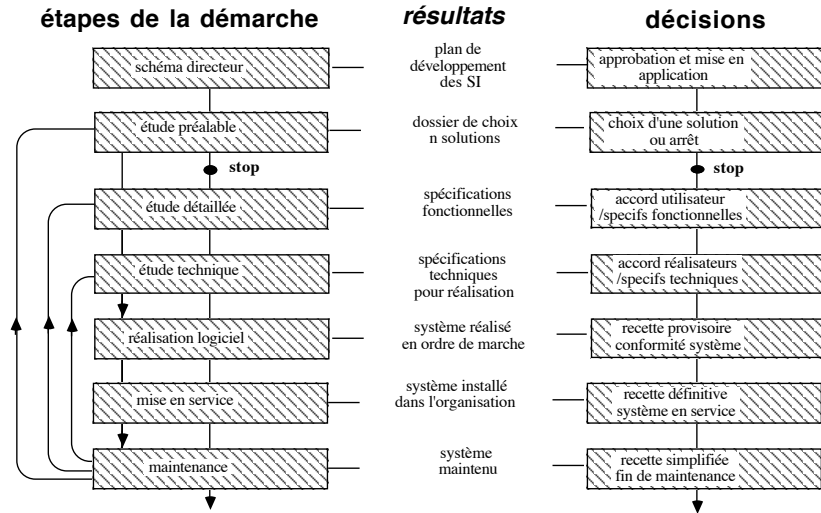 étapes de la démarche
résultats
décisions
schéma directeur
plan de
développement
des SI
approbation et mise en
application
étude préalable
dossier de choix
n solutions
choix d'une solution
ou arrêt
stop
stop
étude détaillée
spécifications
fonctionnelles
accord utilisateur
/specifs fonctionnelles
étude technique
spécifications
techniques
pour réalisation
accord réalisateurs
/specifs techniques
réalisation logiciel
système réalisé
en ordre de marche
recette provisoire
conformité système
mise en service
système installé
dans l'organisation
recette définitive
système en service
maintenance
système
maintenu
recette simplifiée
fin de maintenance